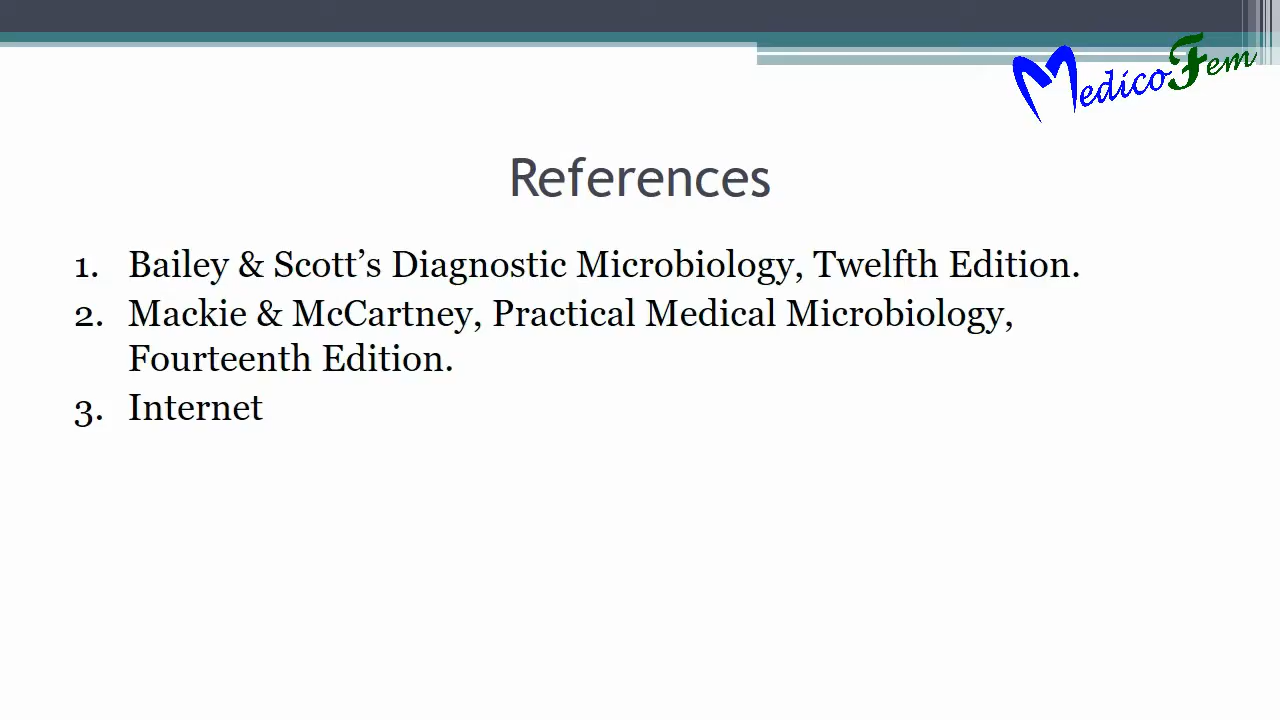 MedicoFem
References
1. Bailey & Scott’s Diagnostic Microbiology, Twelfth Edition.
2. Mackie & McCartney, Practical Medical Microbiology,
Fourteenth Edition.
3. Internet